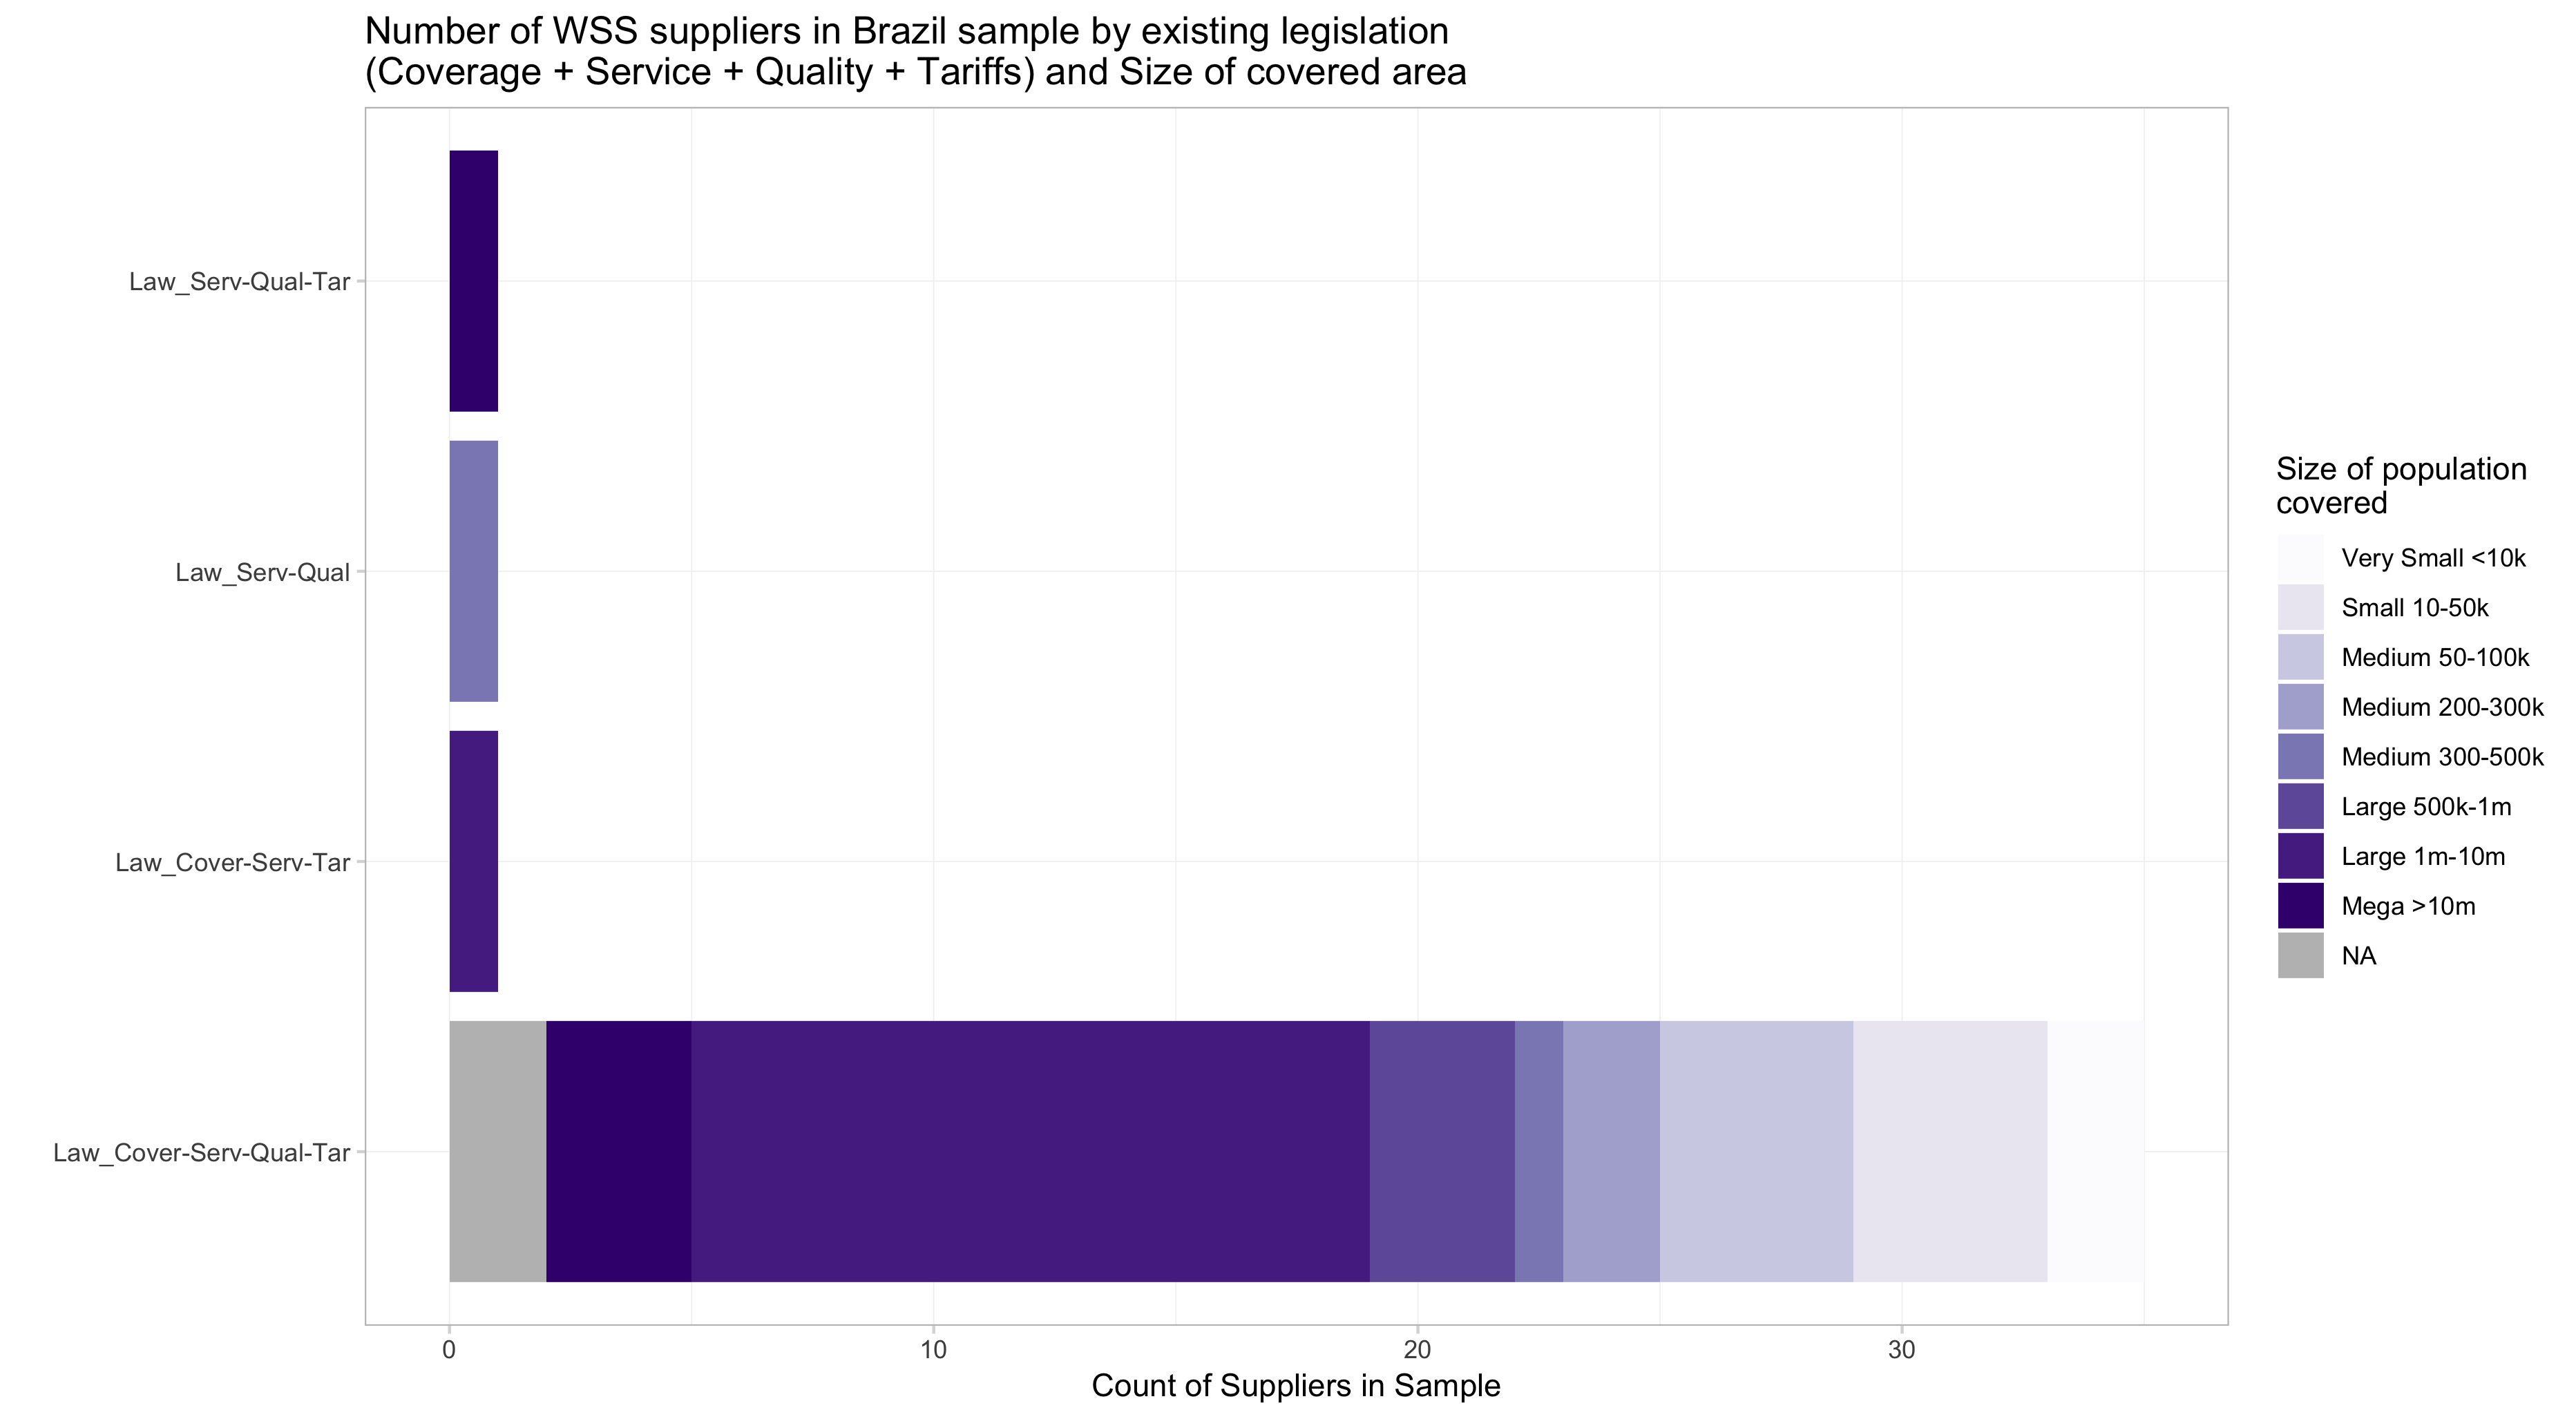 Number of WSS suppliers in Brazil sample by existing legislation
(Coverage + Service + Quality + Tariffs) and Size of covered area
Law_Serv-Qual-Tar
Law_Serv-Qual
Law_Cover-Serv-Tar
Law_Cover-Serv-Qual-Tar
0
10
20
30
Count of Suppliers in Sample
Size of population
covered
Very Small <10k
Small 10-50k
Medium 50-100k
Medium 200-300k
Medium 300-500k
Large 500k-1m
Large 1m-10m
Mega >10m
NA